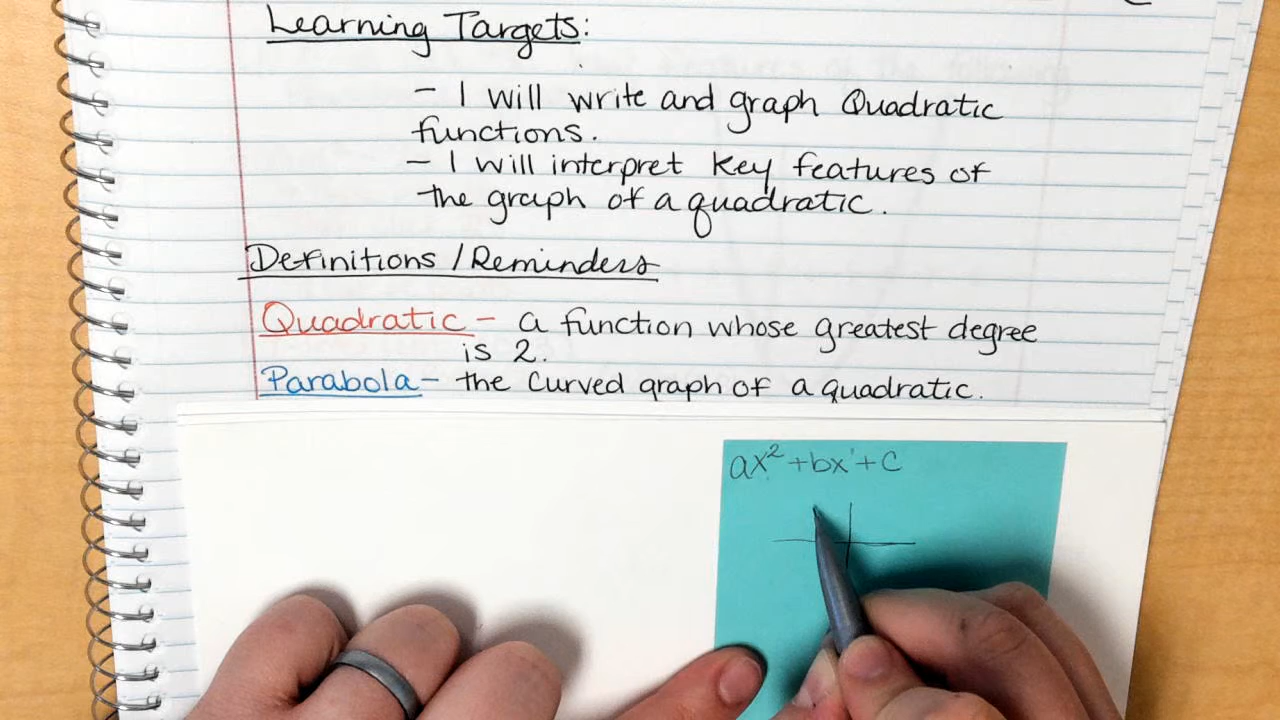 Learning Targets:
- I will write and graph Quadratic
functions.
- I will interpret key features of
the graph of a quadratic.
Definitions / Reminders
Quadratic - a function whose greatest degree
is 2.
Parabola - the curved graph of a quadratic.
ax² + bx¹ + c